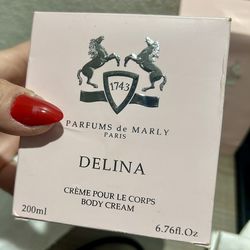 1743
PARFUMS de MARLY
PARIS
DELINA
CRÈME POUR LE CORPS
BODY CREAM
200ml 6.76fl.Oz